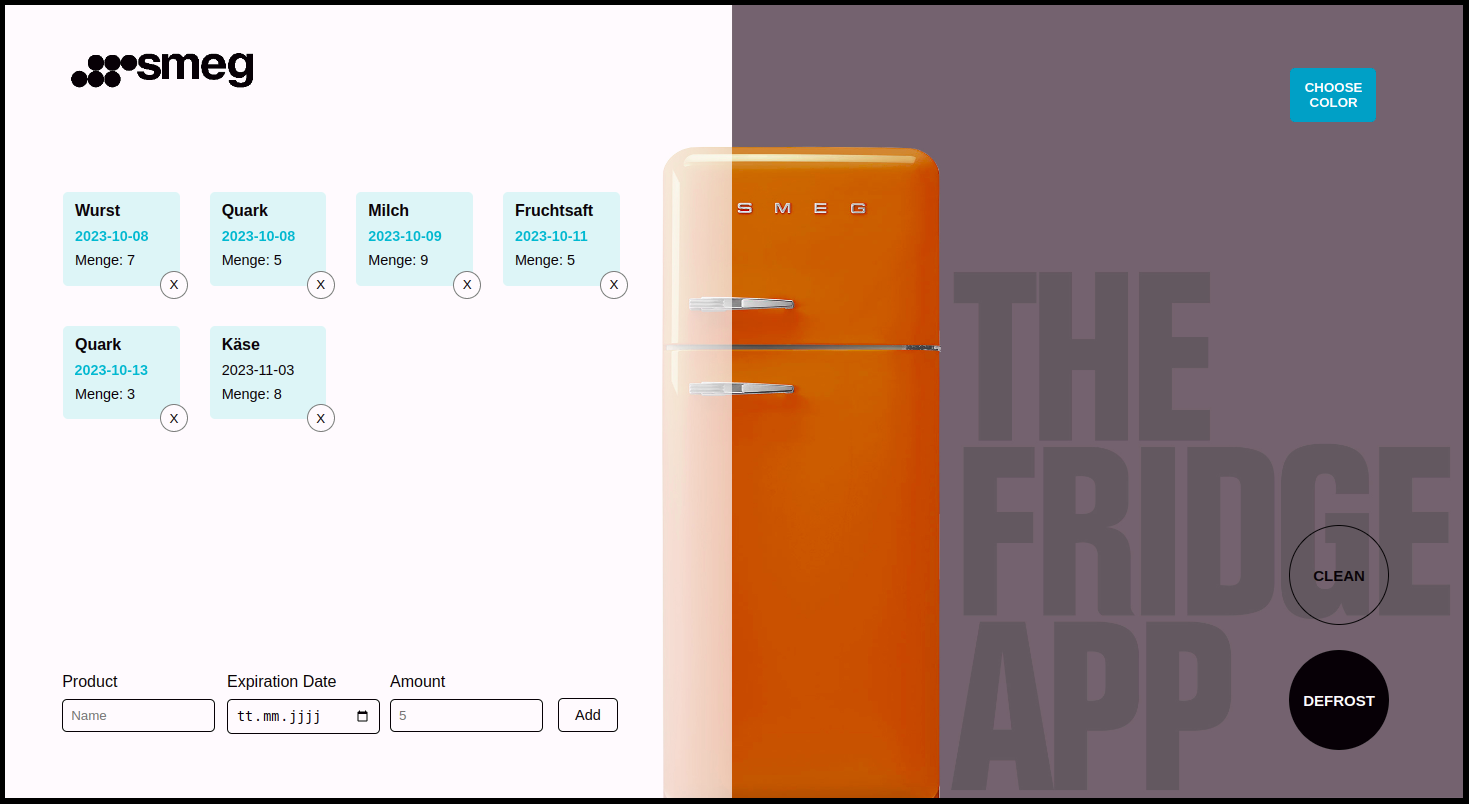 smeg
CHOOSE
COLOR
Wurst
2023-10-08
Menge: 7
X
Quark
2023-10-08
Menge: 5
X
Milch
2023-10-09
Menge: 9
X
Fruchtsaft
2023-10-11
Menge: 5
X
Quark
2023-10-13
Menge: 3
X
Käse
2023-11-03
Menge: 8
X
SMEG
THE
FRIDGE
APP
CLEAN
DEFROST
Product
Name
Expiration Date
tt.mm.jjjj
Amount
5
Add